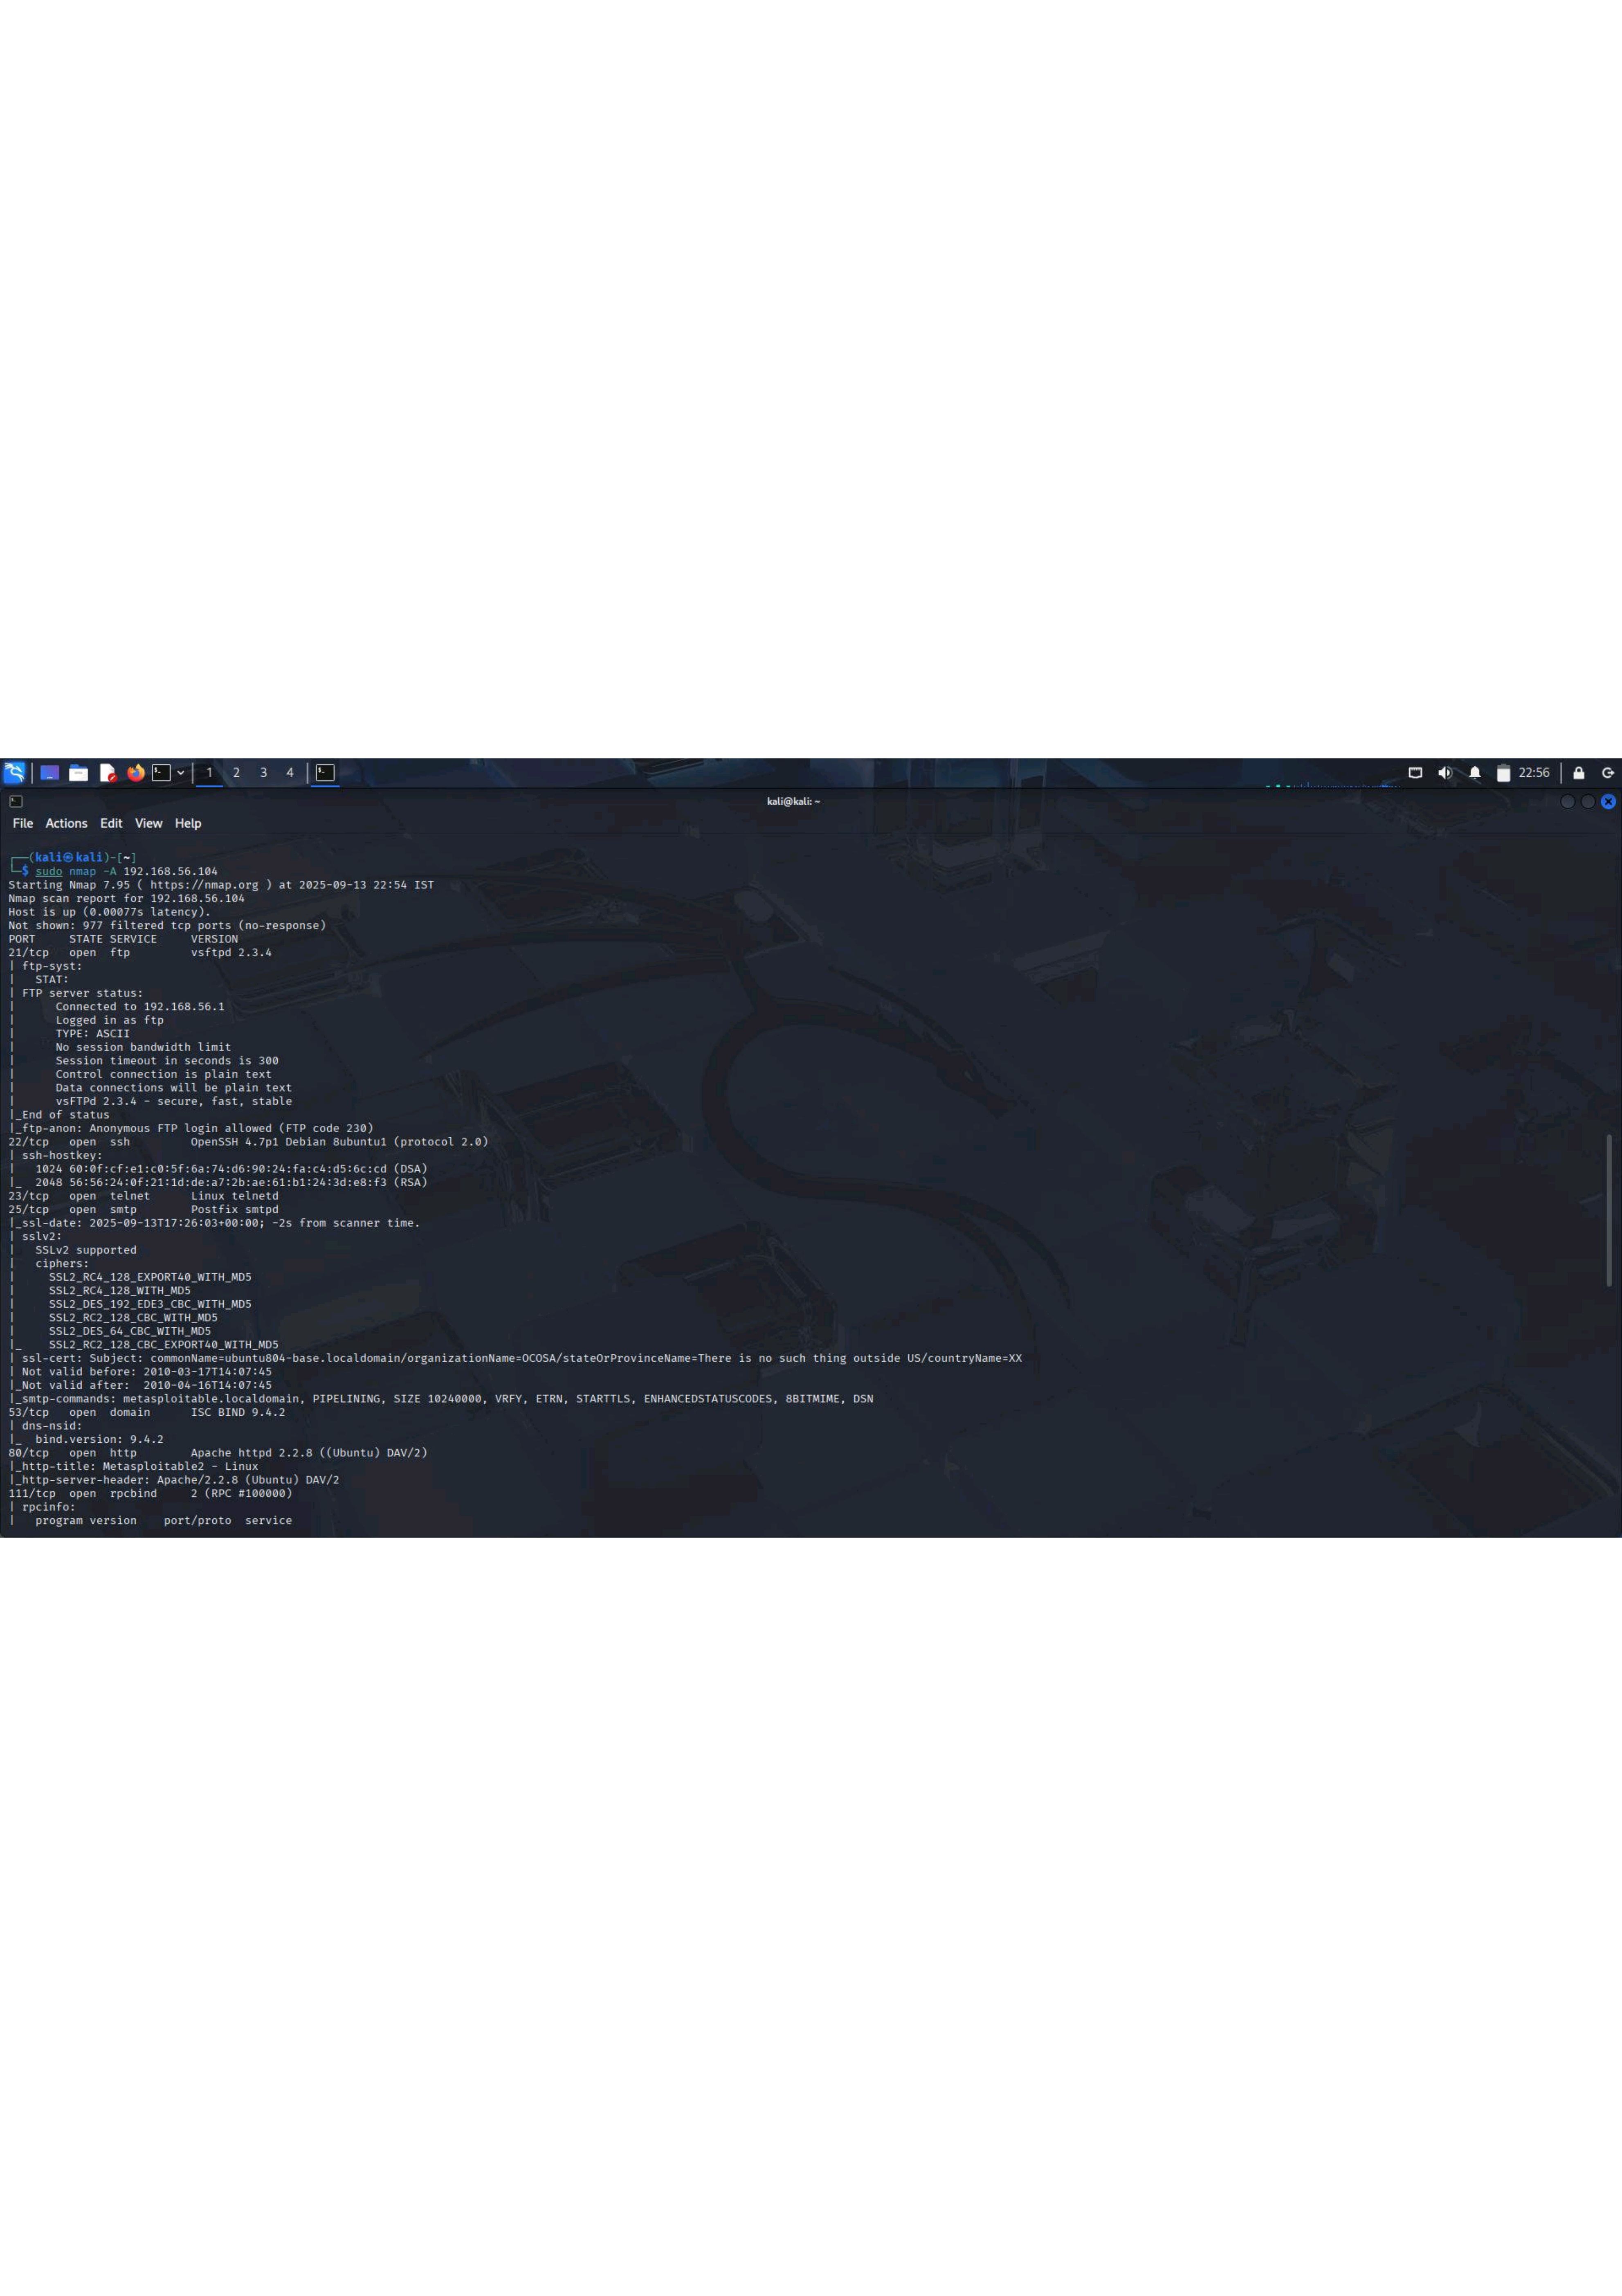 1 2 3 4 22:56
kali@kali: ~
File Actions Edit View Help
┌──(kali㉿kali)-[~]
└─$ sudo nmap -A 192.168.56.104
Starting Nmap 7.95 ( https://nmap.org ) at 2025-09-13 22:54 IST
Nmap scan report for 192.168.56.104
Host is up (0.00077s latency).
Not shown: 977 filtered tcp ports (no-response)
PORT     STATE SERVICE     VERSION
21/tcp   open  ftp         vsftpd 2.3.4
| ftp-syst:
|   STAT:
| FTP server status:
|      Connected to 192.168.56.1
|      Logged in as ftp
|      TYPE: ASCII
|      No session bandwidth limit
|      Session timeout in seconds is 300
|      Control connection is plain text
|      Data connections will be plain text
|      vsFTPd 2.3.4 - secure, fast, stable
|_End of status
|_ftp-anon: Anonymous FTP login allowed (FTP code 230)
22/tcp   open  ssh         OpenSSH 4.7p1 Debian 8ubuntu1 (protocol 2.0)
| ssh-hostkey:
|   1024 60:0f:cf:e1:c0:5f:6a:74:d6:90:24:fa:c4:d5:6c:cd (DSA)
|_  2048 56:56:24:0f:21:1d:de:a7:2b:ae:61:b1:24:3d:e8:f3 (RSA)
23/tcp   open  telnet      Linux telnetd
25/tcp   open  smtp        Postfix smtpd
|_ssl-date: 2025-09-13T17:26:03+00:00; -2s from scanner time.
| sslv2:
|   SSLv2 supported
|   ciphers:
|     SSL2_RC4_128_EXPORT40_WITH_MD5
|     SSL2_RC4_128_WITH_MD5
|     SSL2_DES_192_EDE3_CBC_WITH_MD5
|     SSL2_RC2_128_CBC_WITH_MD5
|     SSL2_DES_64_CBC_WITH_MD5
|_    SSL2_RC2_128_CBC_EXPORT40_WITH_MD5
| ssl-cert: Subject: commonName=ubuntu804-base.localdomain/organizationName=OCOSA/stateOrProvinceName=There is no such thing outside US/countryName=XX
| Not valid before: 2010-03-17T14:07:45
|_Not valid after:  2010-04-16T14:07:45
|_smtp-commands: metasploitable.localdomain, PIPELINING, SIZE 10240000, VRFY, ETRN, STARTTLS, ENHANCEDSTATUSCODES, 8BITMIME, DSN
53/tcp   open  domain      ISC BIND 9.4.2
| dns-nsid:
|_  bind.version: 9.4.2
80/tcp   open  http        Apache httpd 2.2.8 ((Ubuntu) DAV/2)
|_http-title: Metasploitable2 - Linux
|_http-server-header: Apache/2.2.8 (Ubuntu) DAV/2
111/tcp  open  rpcbind     2 (RPC #100000)
| rpcinfo:
|   program version    port/proto  service